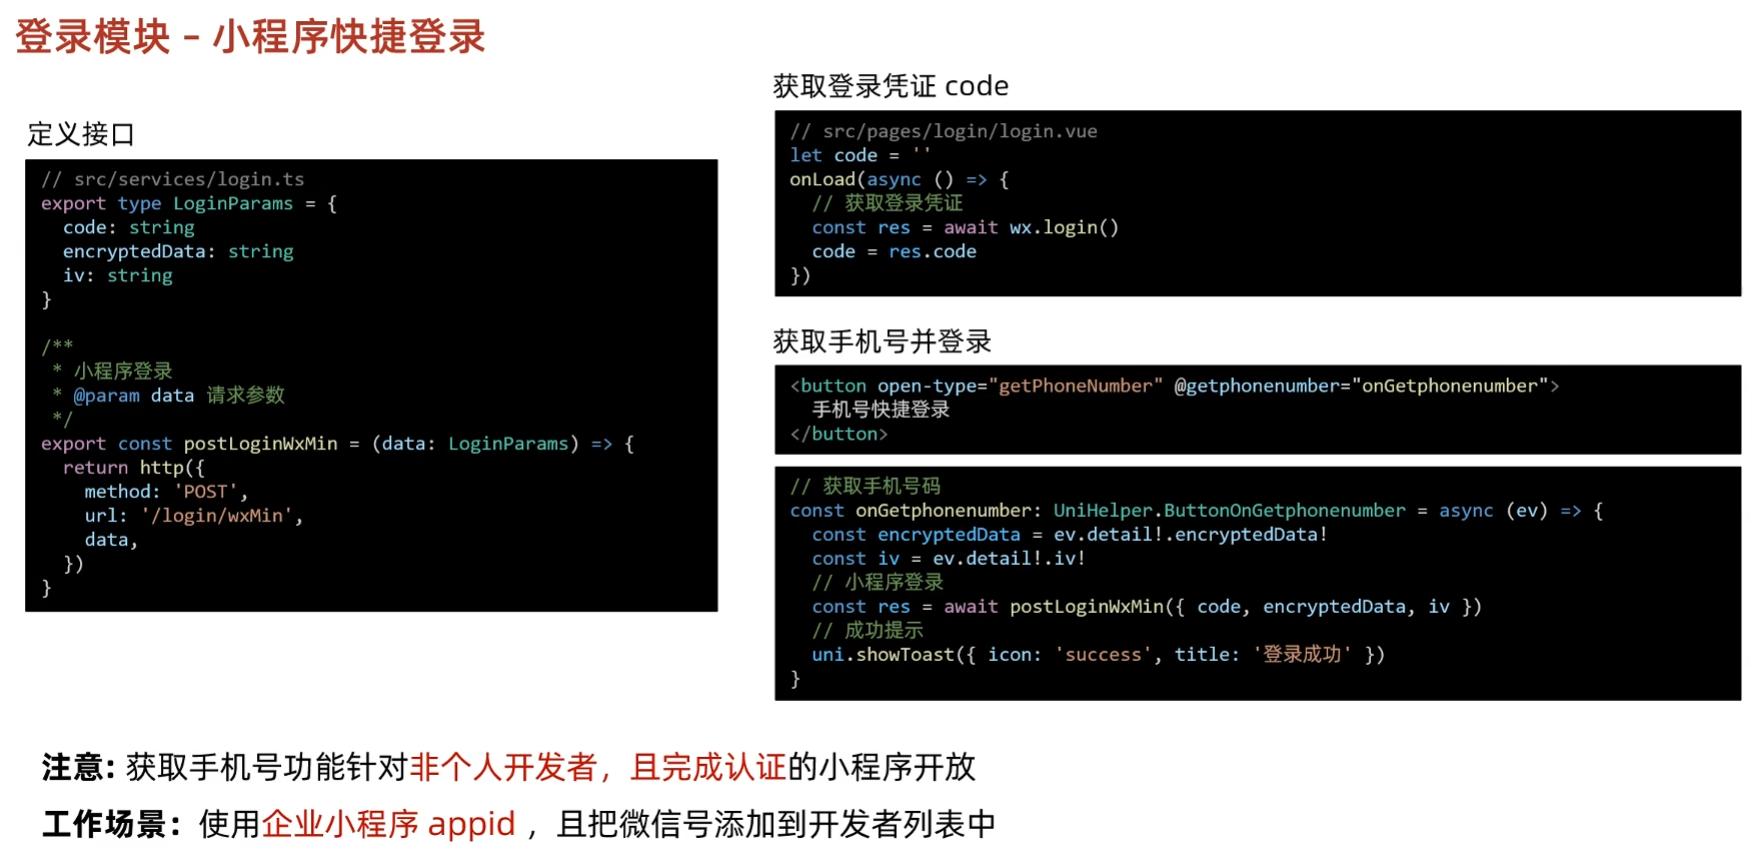 登录模块 – 小程序快捷登录
定义接口
// src/services/login.ts
export type LoginParams = {
  code: string
  encryptedData: string
  iv: string
}

/**
 * 小程序登录
 * @param data 请求参数
 */
export const postLoginWxMin = (data: LoginParams) => {
  return http({
    method: 'POST',
    url: '/login/wxMin',
    data,
  })
}
获取登录凭证 code
// src/pages/login/login.vue
let code = ''
onLoad(async () => {
  // 获取登录凭证
  const res = await wx.login()
  code = res.code
})
获取手机号并登录
<button open-type="getPhoneNumber" @getphonenumber="onGetphonenumber">
  手机号快捷登录
</button>
// 获取手机号码
const onGetphonenumber: UniHelper.ButtonOnGetphonenumber = async (ev) => {
  const encryptedData = ev.detail!.encryptedData!
  const iv = ev.detail!.iv!
  // 小程序登录
  const res = await postLoginWxMin({ code, encryptedData, iv })
  // 成功提示
  uni.showToast({ icon: 'success', title: '登录成功' })
}
注意: 获取手机号功能针对非个人开发者，且完成认证的小程序开放
工作场景：使用企业小程序 appid ，且把微信号添加到开发者列表中